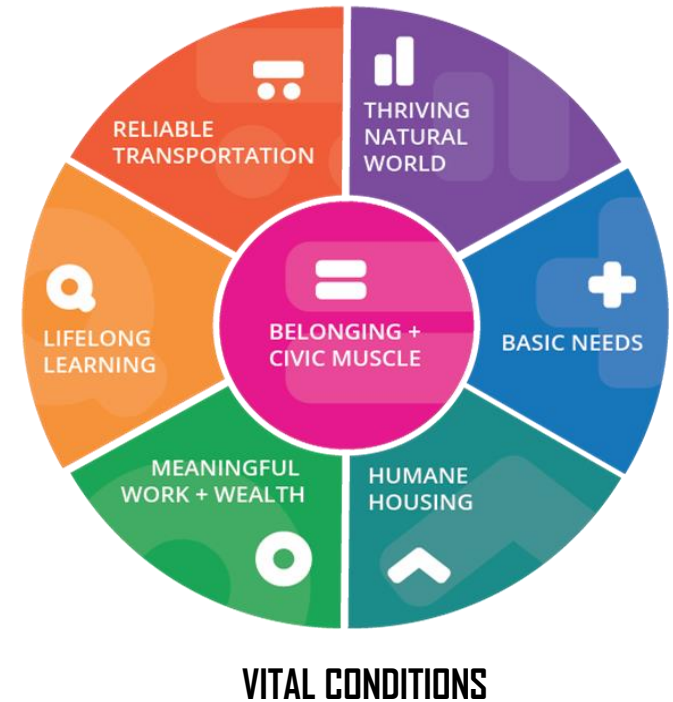 RELIABLE
TRANSPORTATION
THRIVING
NATURAL
WORLD
LIFELONG
LEARNING
BELONGING +
CIVIC MUSCLE
BASIC NEEDS
MEANINGFUL
WORK + WEALTH
HUMANE
HOUSING
VITAL CONDITIONS